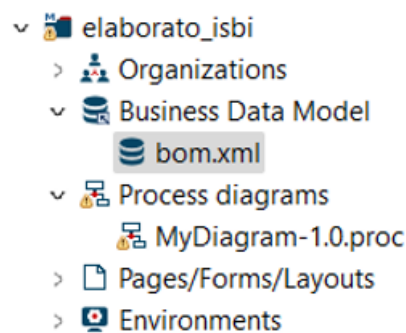 elaborato_isbi
Organizations
Business Data Model
bom.xml
Process diagrams
MyDiagram-1.0.proc
Pages/Forms/Layouts
Environments